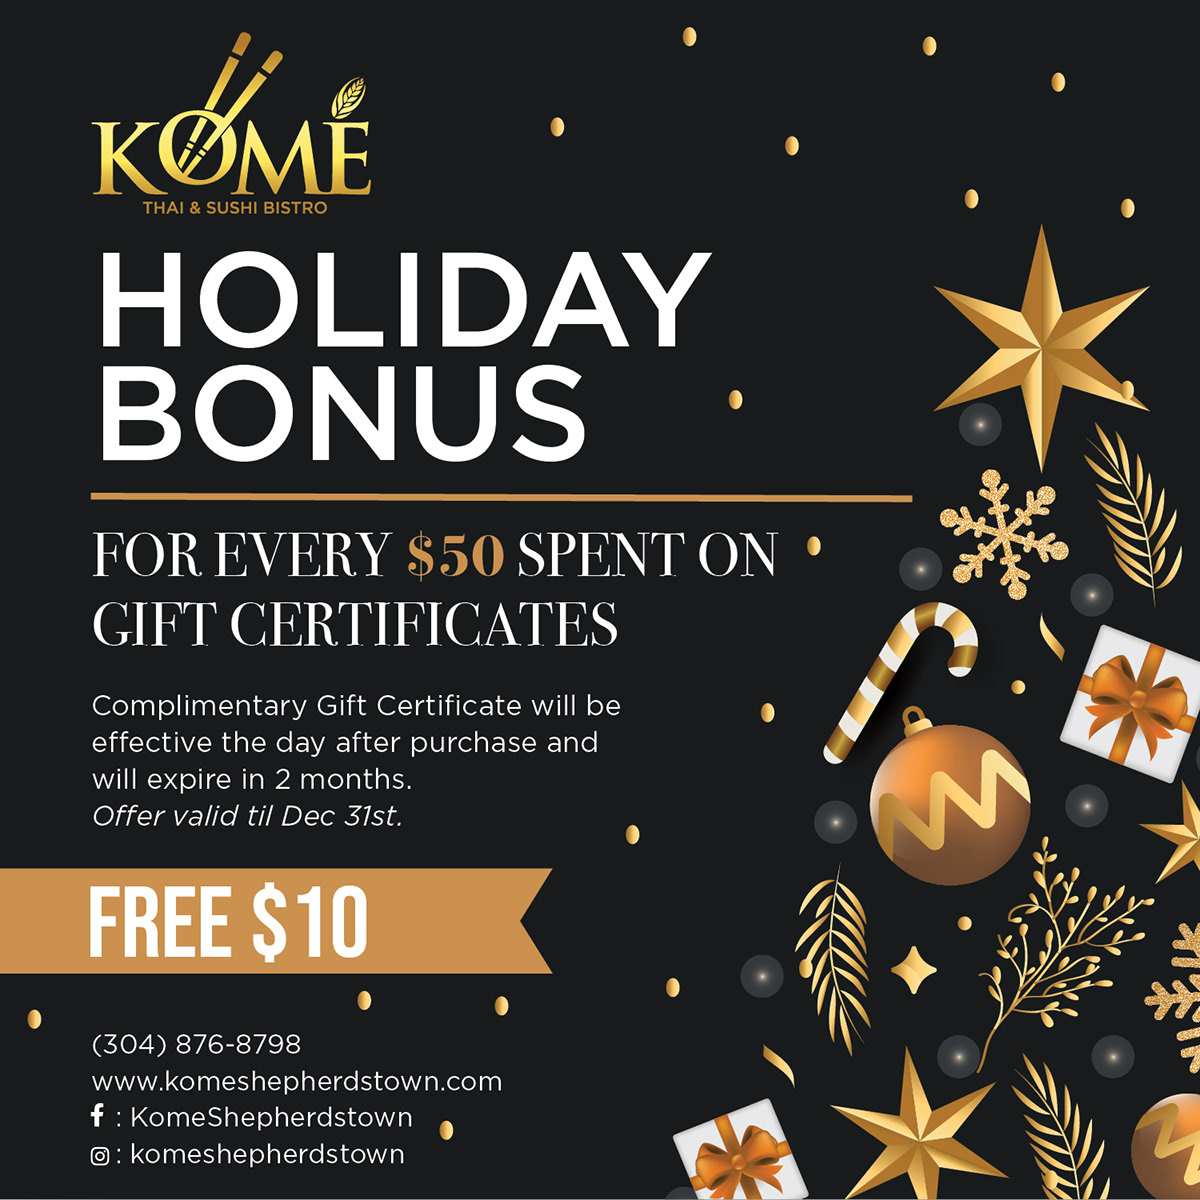 KOMÉ
THAI & SUSHI BISTRO
HOLIDAY
BONUS
FOR EVERY $50 SPENT ON
GIFT CERTIFICATES
Complimentary Gift Certificate will be
effective the day after purchase and
will expire in 2 months.
Offer valid til Dec 31st.
FREE $10
(304) 876-8798
www.komeshepherdstown.com
f : KomeShepherdstown
: komeshepherdstown